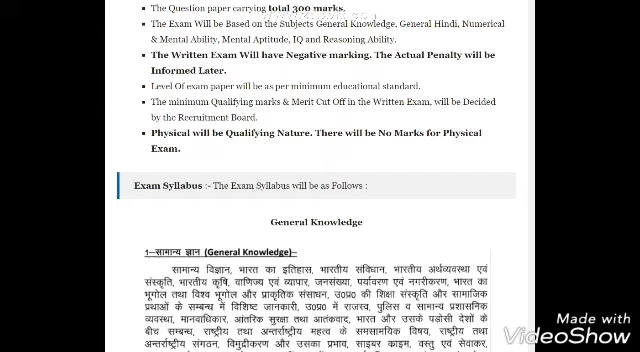 The Question paper carrying total 300 marks.
The Exam Will be Based on the Subjects General Knowledge, General Hindi, Numerical
& Mental Ability, Mental Aptitude, IQ and Reasoning Ability.
The Written Exam Will have Negative marking. The Actual Penalty will be
Informed Later.
Level of exam paper will be as per minimum educational standard.
The minimum Qualifying marks & Merit Cut Off in the Written Exam, will be Decided
by the Recruitment Board.
Physical will be Qualifying Nature. There will be No Marks for Physical
Exam.
Exam Syllabus :- The Exam Syllabus will be as Follows :
General Knowledge
1–सामान्य ज्ञान (General Knowledge)–
सामान्य विज्ञान, भारत का इतिहास, भारतीय संविधान, भारतीय अर्थव्यवस्था एवं
संस्कृति, भारतीय कृषि, वाणिज्य एवं व्यापार, जनसंख्या, पर्यावरण एवं नगरीकरण, भारत का
भूगोल तथा विश्व भूगोल और प्राकृतिक संसाधन, उ0प्र0 की शिक्षा संस्कृति और सामाजिक
प्रथाओं के सम्बन्ध में विशिष्ट जानकारी, उ0प्र0 में राजस्व, पुलिस व सामान्य प्रशासनिक
व्यवस्था, मानवाधिकार, आंतरिक सुरक्षा तथा आतंकवाद, भारत और उसके पड़ोसी देशों के
बीच सम्बन्ध, राष्ट्रीय तथा अन्तर्राष्ट्रीय महत्व के समसामयिक विषय, राष्ट्रीय तथा
अन्तर्राष्ट्रीय संगठन, विमुद्रीकरण और उसका प्रभाव, साइबर क्राइम, वस्तु एवं सेवाकर,
Made with
VideoShow